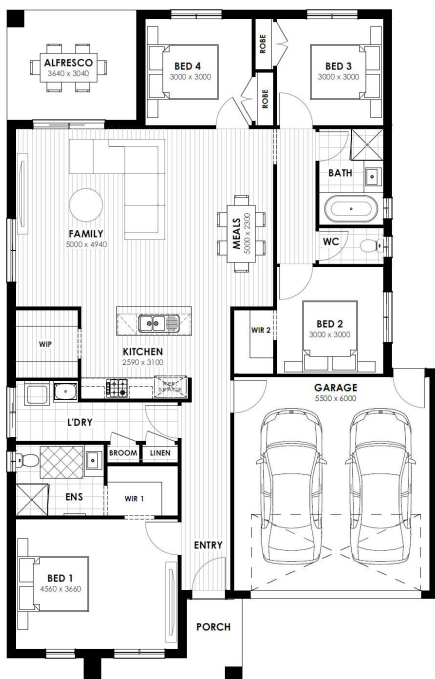 ALFRESCO
3640 x 3040
BED 4
3000 x 3000
ROBE
BED 3
3000 x 3000
ROBE
BATH
FAMILY
5000 x 4940
MEALS
5000 x 2300
WC
WIP
KITCHEN
2590 x 3100
WIR 2
BED 2
3000 x 3000
REF.
SPACE
GARAGE
5500 x 6000
L'DRY
BROOM
LINEN
ENS
WIR 1
ENTRY
BED 1
4560 x 3660
PORCH